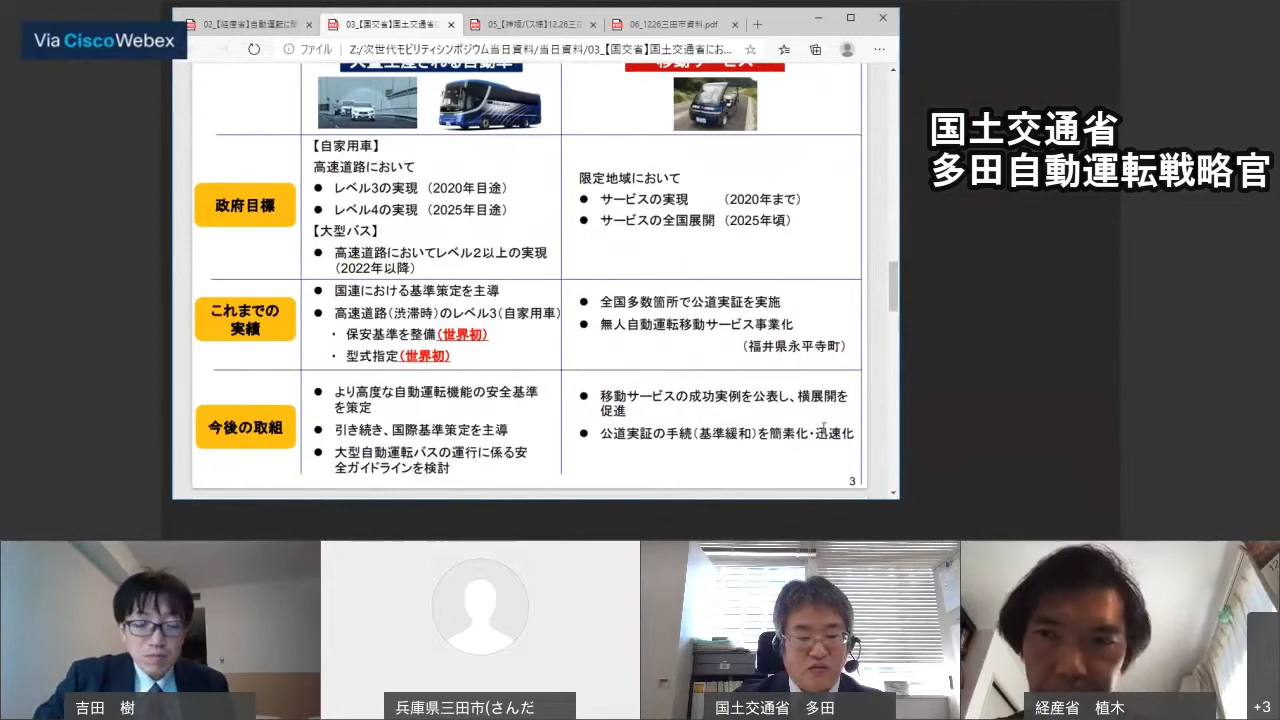 Via Cisco Webex
02_【経産省】自動運転に
03_【国交省】国土交通省に
05_【神姫バス様】12.26三
06_1226三田市資料.pdf
ファイル
Z:/次世代モビリティシンポジウム当日資料/当日資料/03_【国交省】国土交通省にお...
国土交通省
多田自動運転戦略官
大量生産される自動車
移動サービス
政府目標
【自家用車】
高速道路において
● レベル3の実現（2020年目途）
● レベル4の実現（2025年目途）
【大型バス】
● 高速道路においてレベル２以上の実現
（2022年以降）
限定地域において
● サービスの実現 （2020年まで）
● サービスの全国展開（2025年頃）
これまでの
実績
● 国連における基準策定を主導
● 高速道路（渋滞時）のレベル3（自家用車）
・ 保安基準を整備（世界初）
・ 型式指定（世界初）
● 全国多数箇所で公道実証を実施
● 無人自動運転移動サービス事業化
（福井県永平寺町）
今後の取組
● より高度な自動運転機能の安全基準
を策定
● 引き続き、国際基準策定を主導
● 大型自動運転バスの運行に係る安
全ガイドラインを検討
● 移動サービスの成功実例を公表し、横展開を
促進
● 公道実証の手続（基準緩和）を簡素化・迅速化
3
吉田 樹
兵庫県三田市(さんだ
国土交通省 多田
経産省 植木
+3